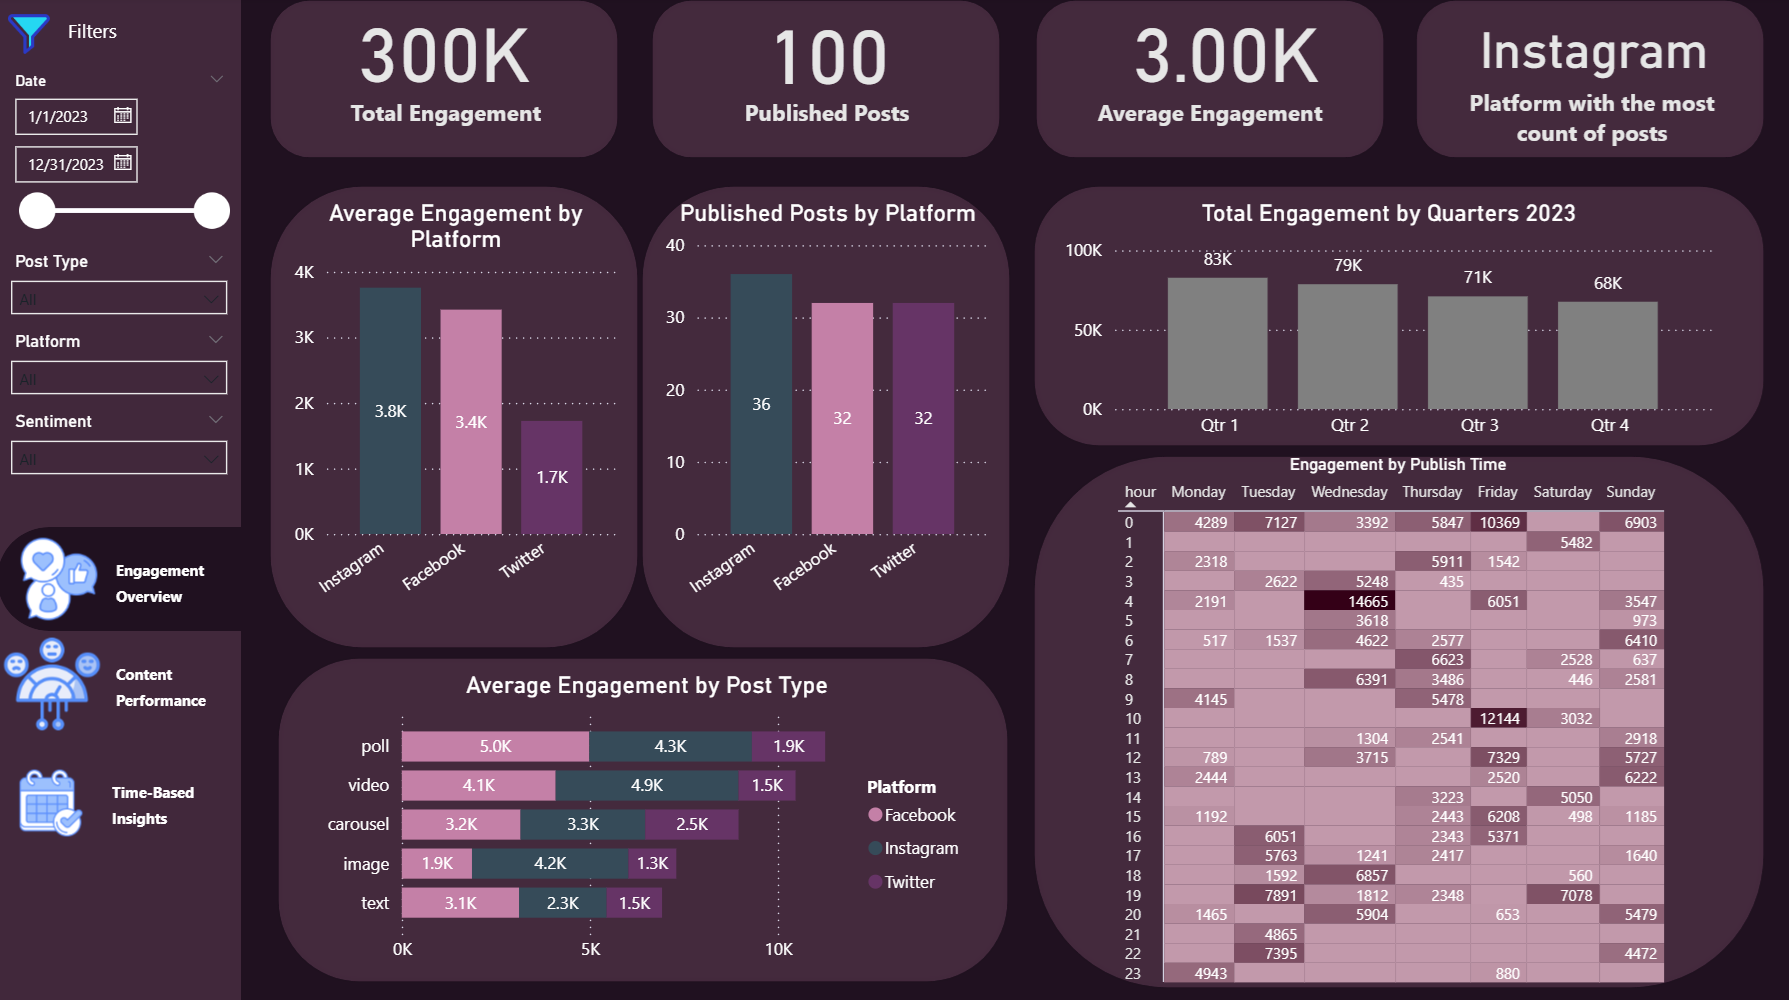 Filters
Date
1/1/2023
12/31/2023
Post Type
All
Platform
All
Sentiment
All
Engagement
Overview
Content
Performance
Time-Based
Insights
300K
Total Engagement
100
Published Posts
3.00K
Average Engagement
Instagram
Platform with the most
count of posts
Average Engagement by
Platform
4K
3K
2K
1K
0K
3.8K
3.4K
1.7K
Instagram
Facebook
Twitter
Published Posts by Platform
40
30
20
10
0
36
32
32
Instagram
Facebook
Twitter
Total Engagement by Quarters 2023
100K
50K
0K
83K
79K
71K
68K
Qtr 1
Qtr 2
Qtr 3
Qtr 4
Average Engagement by Post Type
poll 5.0K 4.3K 1.9K
video 4.1K 4.9K 1.5K
carousel 3.2K 3.3K 2.5K
image 1.9K 4.2K 1.3K
text 3.1K 2.3K 1.5K
0K 5K 10K
Platform
Facebook
Instagram
Twitter
Engagement by Publish Time
hour Monday Tuesday Wednesday Thursday Friday Saturday Sunday
0 4289 7127 3392 5847 10369 6903
1 5482
2 2318 5911 1542
3 2622 5248 435
4 2191 14665 6051 3547
5 3618 973
6 517 1537 4622 2577 6410
7 6623 2528 637
8 6391 3486 446 2581
9 4145 5478
10 12144 3032
11 1304 2541 2918
12 789 3715 7329 5727
13 2444 2520 6222
14 3223 5050
15 1192 2443 6208 498 1185
16 6051 2343 5371
17 5763 1241 2417 1640
18 1592 6857 560
19 7891 1812 2348 7078
20 1465 5904 653 5479
21 4865
22 7395 4472
23 4943 880